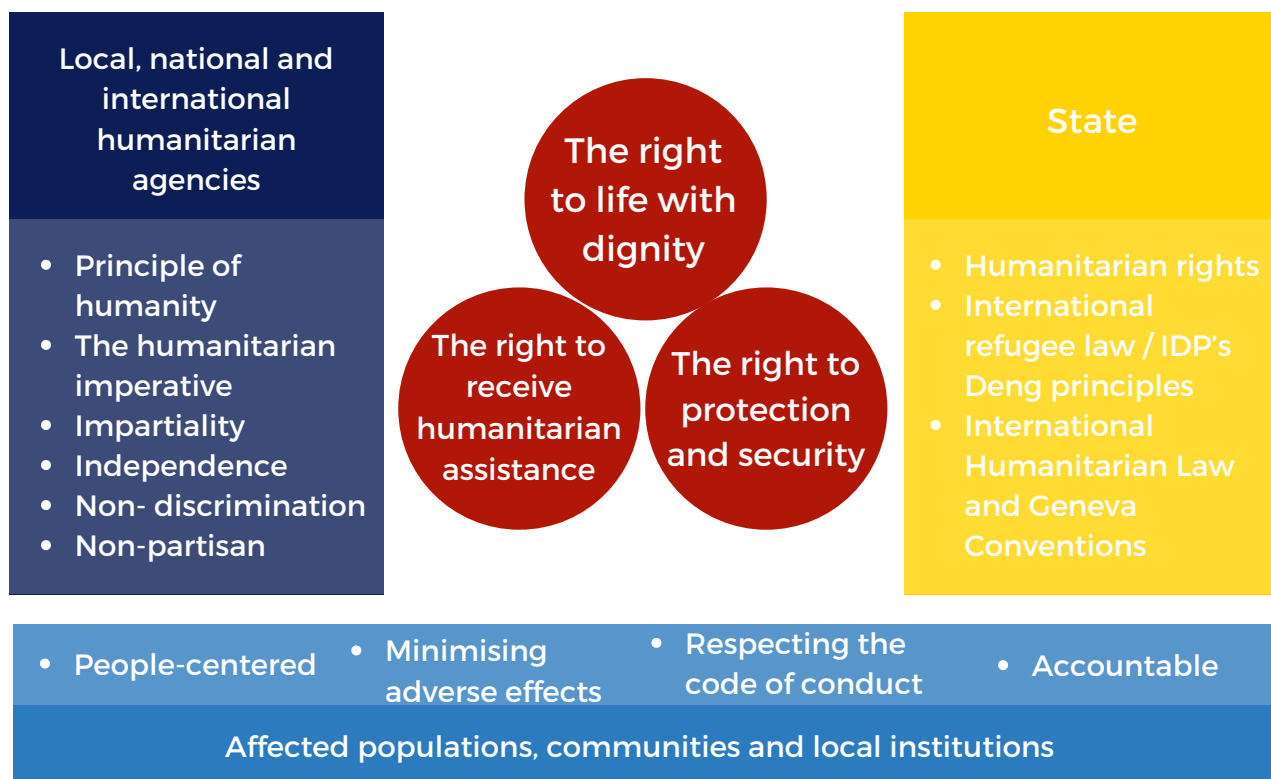 Local, national and
international
humanitarian
agencies
• Principle of
humanity
• The humanitarian
imperative
• Impartiality
• Independence
• Non- discrimination
• Non-partisan
The right
to life with
dignity
The right to
receive
humanitarian
assistance
The right to
protection
and security
State
• Humanitarian rights
• International
refugee law / IDP's
Deng principles
• International
Humanitarian Law
and Geneva
Conventions
• People-centered
• Minimising
adverse effects
• Respecting the
code of conduct
• Accountable
Affected populations, communities and local institutions